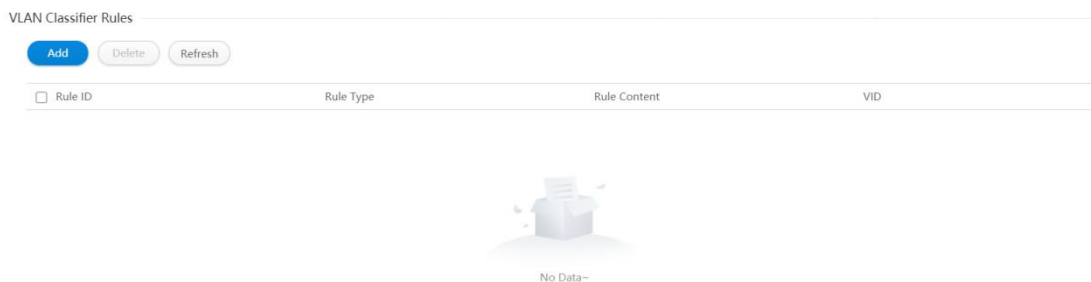 VLAN Classifier Rules
Add Delete Refresh
Rule ID Rule Type Rule Content VID
No Data~